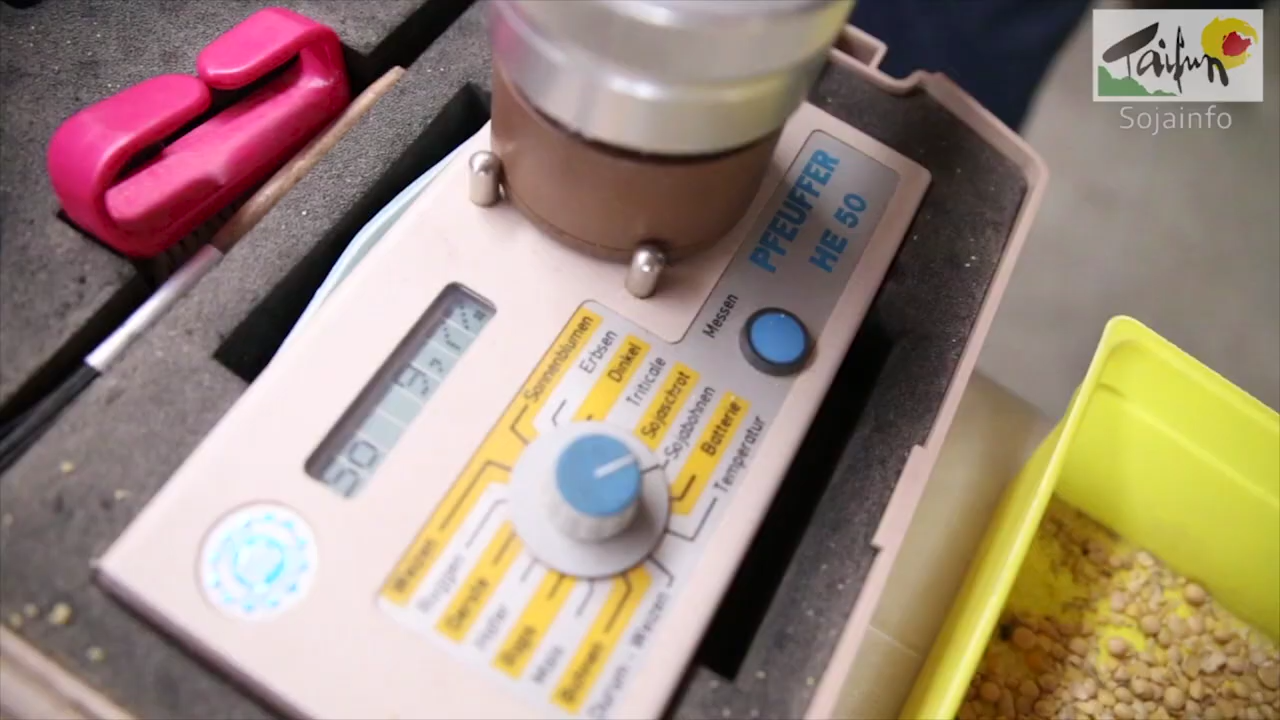 Taifun
Sojainfo
PFEUFFER
HE 50
Messen
Sonnenblumen
Erbsen
Dinkel
Triticale
Sojaschrot
Sojabohnen
Batterie
Temperatur
Weizen
Roggen
Gerste
Hafer
Raps
Mais
Bohnen
Durum - Weizen